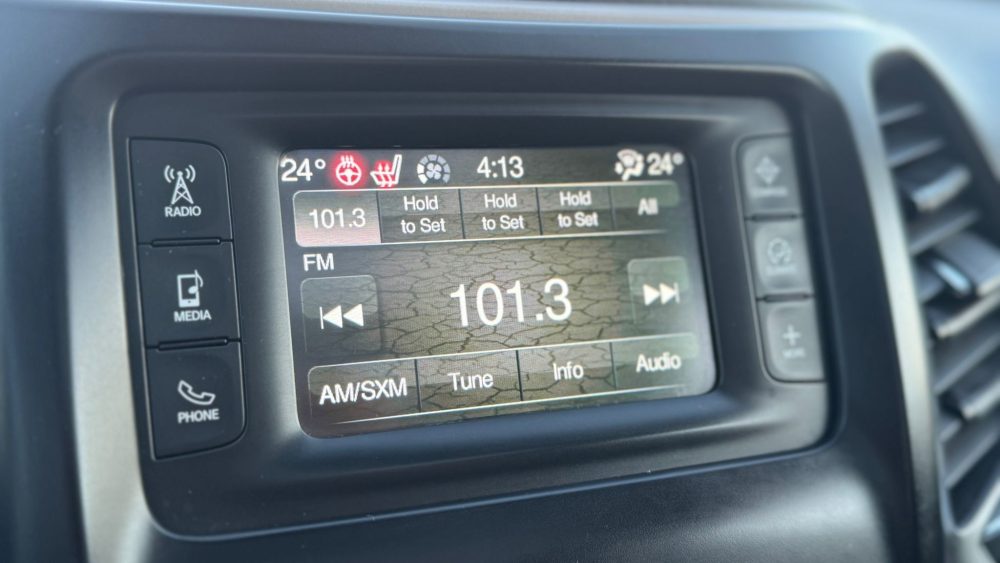 24° 4:13 24°
101.3 Hold to Set Hold to Set Hold to Set All
FM
101.3
AM/SXM Tune Info Audio
RADIO
MEDIA
PHONE
MORE